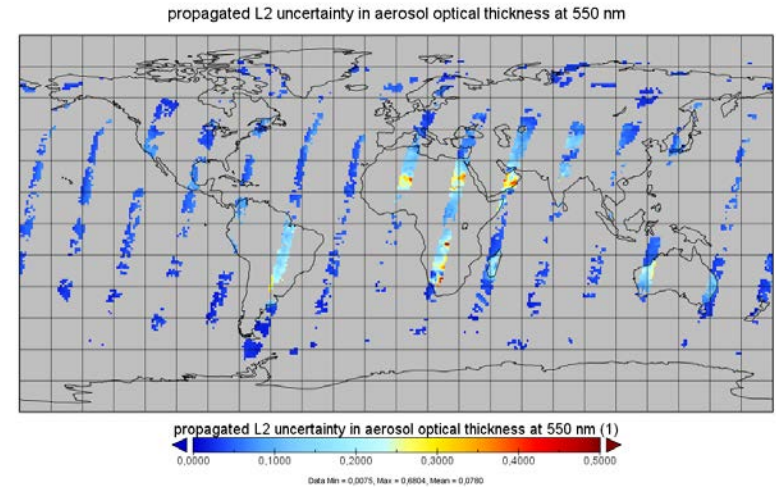 propagated L2 uncertainty in aerosol optical thickness at 550 nm
propagated L2 uncertainty in aerosol optical thickness at 550 nm (1)
0,0000 0,1000 0,2000 0,3000 0,4000 0,5000
Data Min = 0,0075, Max = 0,6804, Mean = 0,0780